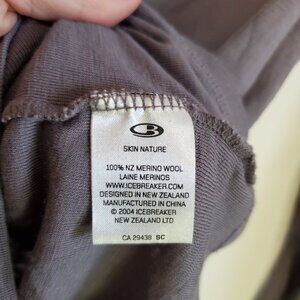 SKIN NATURE
100% NZ MERINO WOOL
LAINE MERINOS
WWW.ICEBREAKER.COM
DESIGNED IN NEW ZEALAND
MANUFACTURED IN CHINA
© 2004 ICEBREAKER
NEW ZEALAND LTD
CA 29438 SC